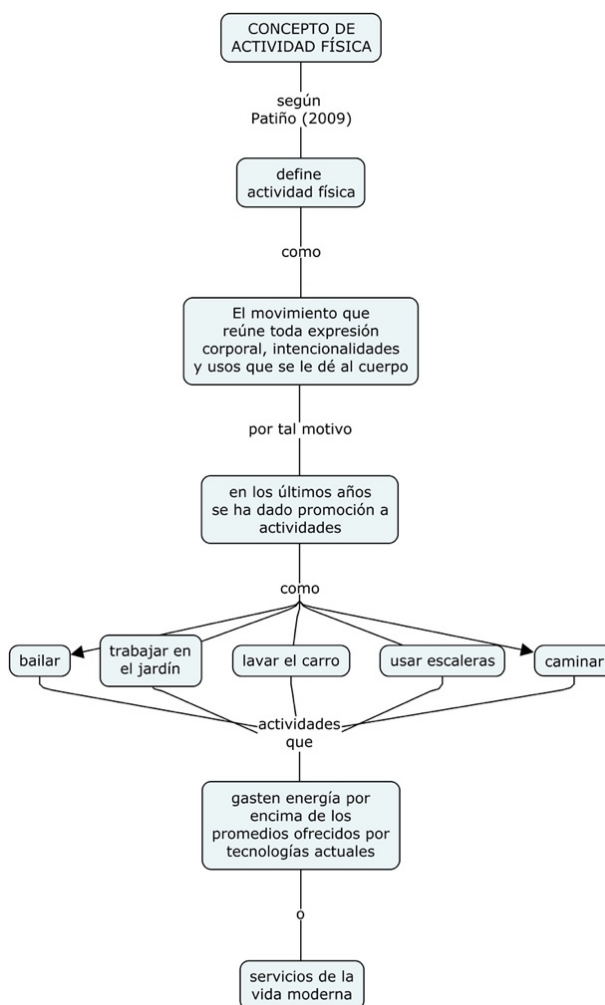 CONCEPTO DE
ACTIVIDAD FÍSICA
según
Patiño (2009)
define
actividad física
como
El movimiento que
reúne toda expresión
corporal, intencionalidades
y usos que se le dé al cuerpo
por tal motivo
en los últimos años
se ha dado promoción a
actividades
como
bailar
trabajar en
el jardín
lavar el carro
usar escaleras
caminar
actividades
que
gasten energía por
encima de los
promedios ofrecidos por
tecnologías actuales
o
servicios de la
vida moderna